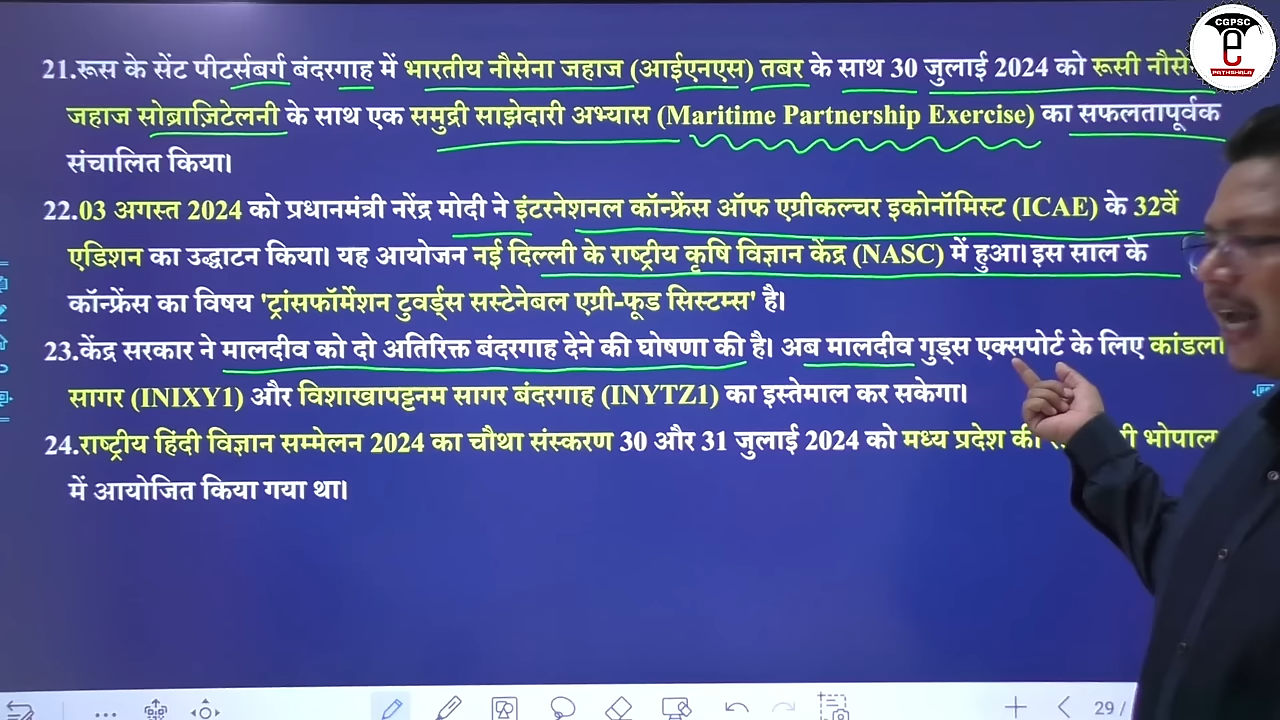 CGPSC
e
PATHSHALA
21.रूस के सेंट पीटर्सबर्ग बंदरगाह में भारतीय नौसेना जहाज (आईएनएस) तबर के साथ 30 जुलाई 2024 को रूसी
जहाज सोब्राज़िटेलनी के साथ एक समुद्री साझेदारी अभ्यास (Maritime Partnership Exercise) का सफलतापूर्वक
संचालित किया।
22.03 अगस्त 2024 को प्रधानमंत्री नरेंद्र मोदी ने इंटरनेशनल कॉन्फ्रेंस ऑफ एग्रीकल्चर इकोनॉमिस्ट (ICAE) के 32वें
एडिशन का उद्घाटन किया। यह आयोजन नई दिल्ली के राष्ट्रीय कृषि विज्ञान केंद्र (NASC) में हुआ। इस साल के
कॉन्फ्रेंस का विषय 'ट्रांसफॉर्मेशन टुवर्ड्स सस्टेनेबल एग्री-फूड सिस्टम्स' है।
23.केंद्र सरकार ने मालदीव को दो अतिरिक्त बंदरगाह देने की घोषणा की है। अब मालदीव गुड्स एक्सपोर्ट के लिए कांडला
सागर (INIXY1) और विशाखापट्टनम सागर बंदरगाह (INYTZ1) का इस्तेमाल कर सकेगा।
24.राष्ट्रीय हिंदी विज्ञान सम्मेलन 2024 का चौथा संस्करण 30 और 31 जुलाई 2024 को मध्य प्रदेश की भोपाल
में आयोजित किया गया था।
29 /